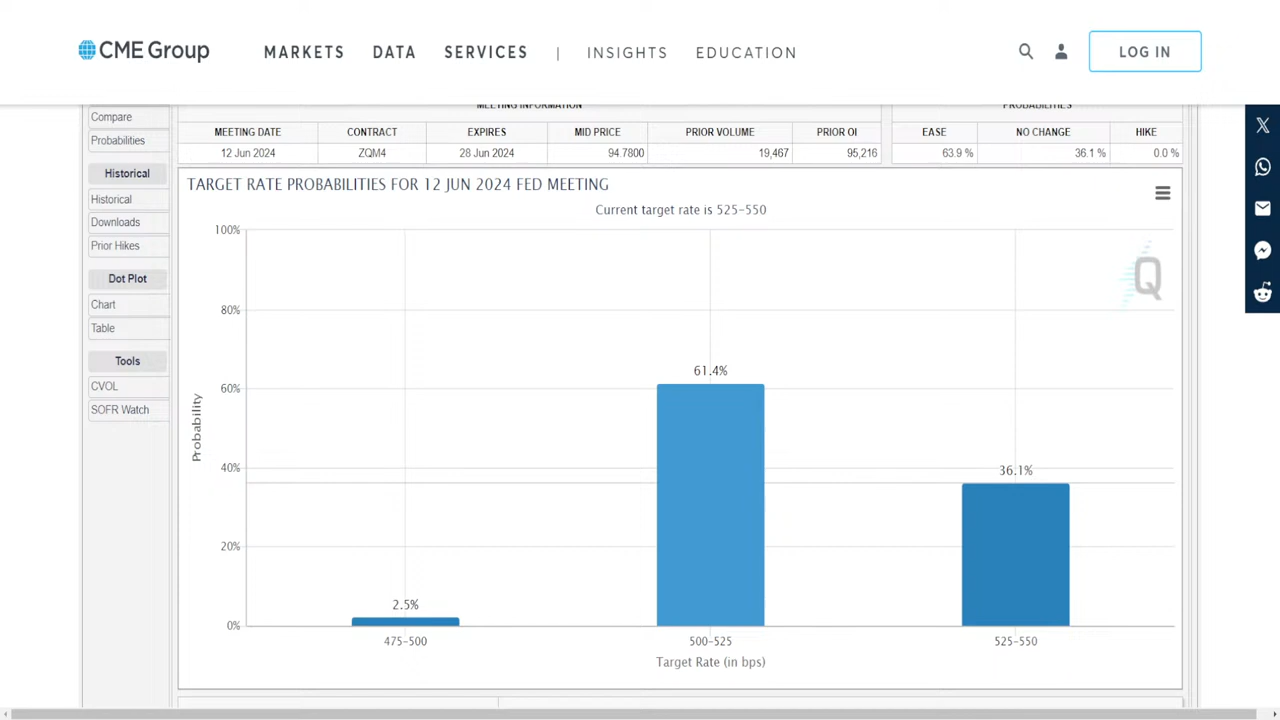 CME Group
MARKETS DATA SERVICES | INSIGHTS EDUCATION
LOG IN
Compare
Probabilities
Historical
Historical
Downloads
Prior Hikes
Dot Plot
Chart
Table
Tools
CVOL
SOFR Watch
MEETING INFORMATION
PROBABILITIES
MEETING DATE CONTRACT EXPIRES MID PRICE PRIOR VOLUME PRIOR OI EASE NO CHANGE HIKE
12 Jun 2024 ZQM4 28 Jun 2024 94.7800 19,467 95,216 63.9 % 36.1 % 0.0 %
TARGET RATE PROBABILITIES FOR 12 JUN 2024 FED MEETING
Current target rate is 525-550
100%
80%
60%
40%
20%
0%
Probability
Q
2.5%
61.4%
36.1%
475-500 500-525 525-550
Target Rate (in bps)